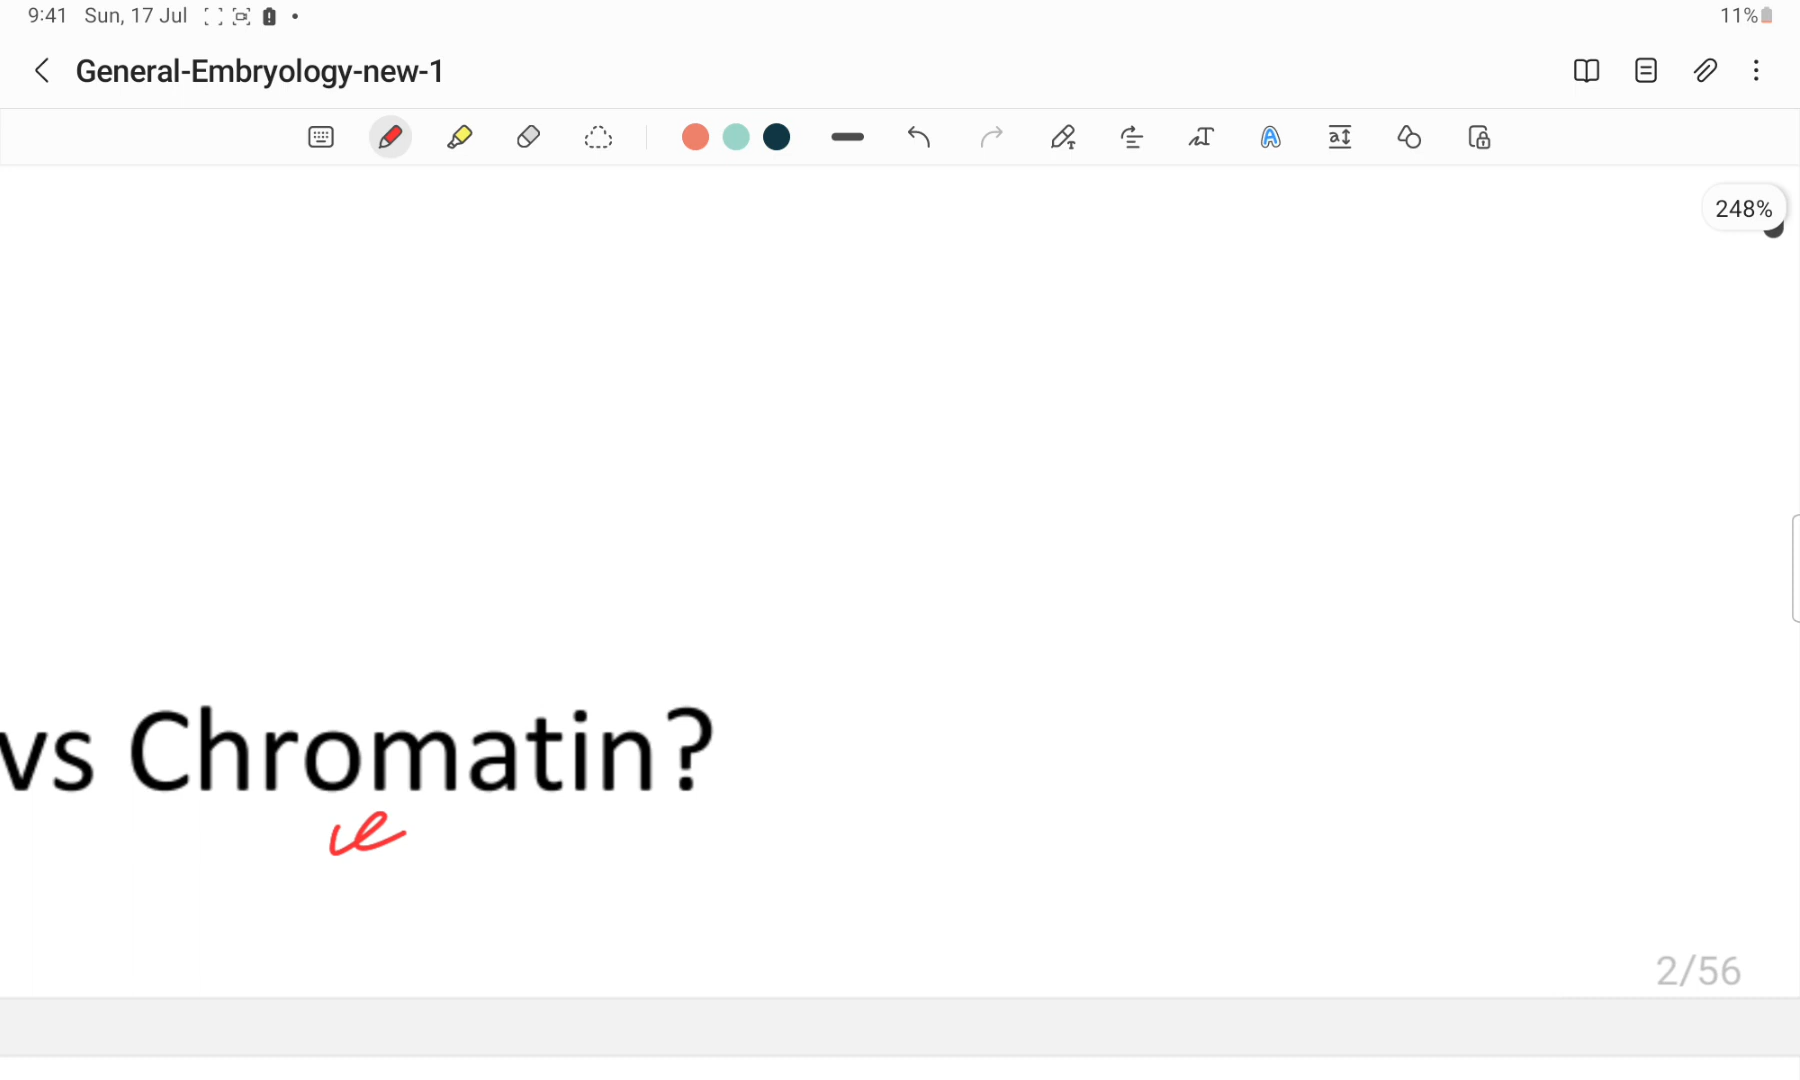 9:41 Sun, 17 Jul
11%
General-Embryology-new-1
248%
vs Chromatin?
2/56